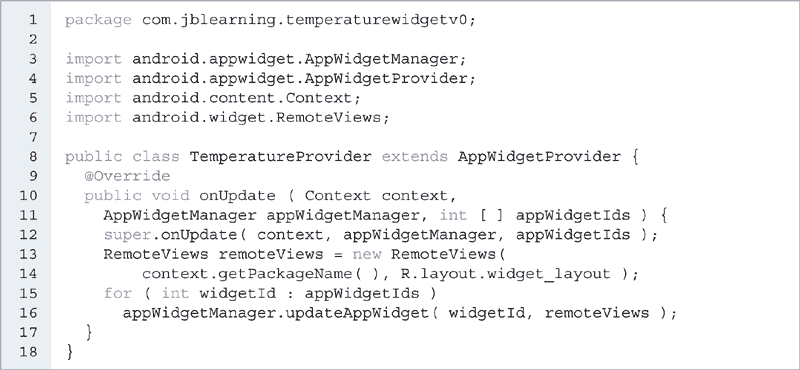 1 package com.jblearning.temperaturewidgetv0;
2
3 import android.appwidget.AppWidgetManager;
4 import android.appwidget.AppWidgetProvider;
5 import android.content.Context;
6 import android.widget.RemoteViews;
7
8 public class TemperatureProvider extends AppWidgetProvider {
9   @Override
10   public void onUpdate ( Context context,
11     AppWidgetManager appWidgetManager, int [ ] appWidgetIds ) {
12     super.onUpdate( context, appWidgetManager, appWidgetIds );
13     RemoteViews remoteViews = new RemoteViews(
14         context.getPackageName( ), R.layout.widget_layout );
15     for ( int widgetId : appWidgetIds )
16       appWidgetManager.updateAppWidget( widgetId, remoteViews );
17   }
18 }